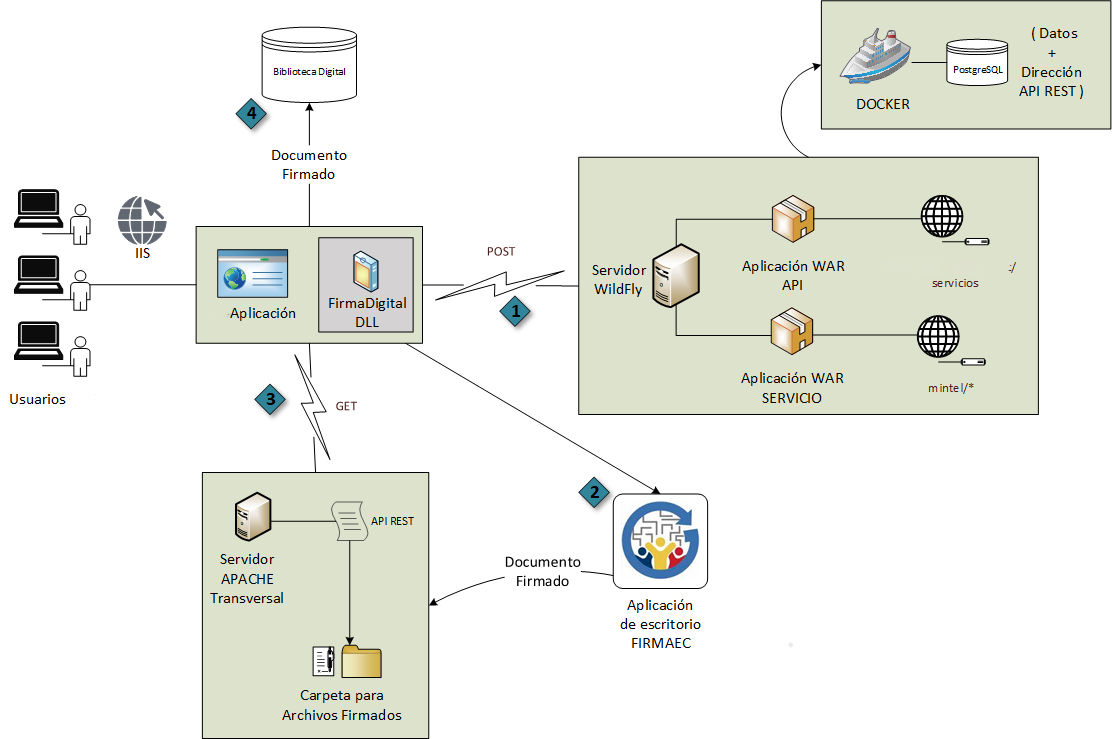 Biblioteca Digital
4
Documento
Firmado
( Datos
+
Dirección
API REST )
PostgreSQL
DOCKER
IIS
Usuarios
Aplicación
FirmaDigital
DLL
POST
1
Servidor
WildFly
Aplicación WAR
API
:/
servicios
Aplicación WAR
SERVICIO
mintel/*
3
GET
2
Servidor
APACHE
Transversal
API REST
Carpeta para
Archivos Firmados
Documento
Firmado
Aplicación
de escritorio
FIRMAEC